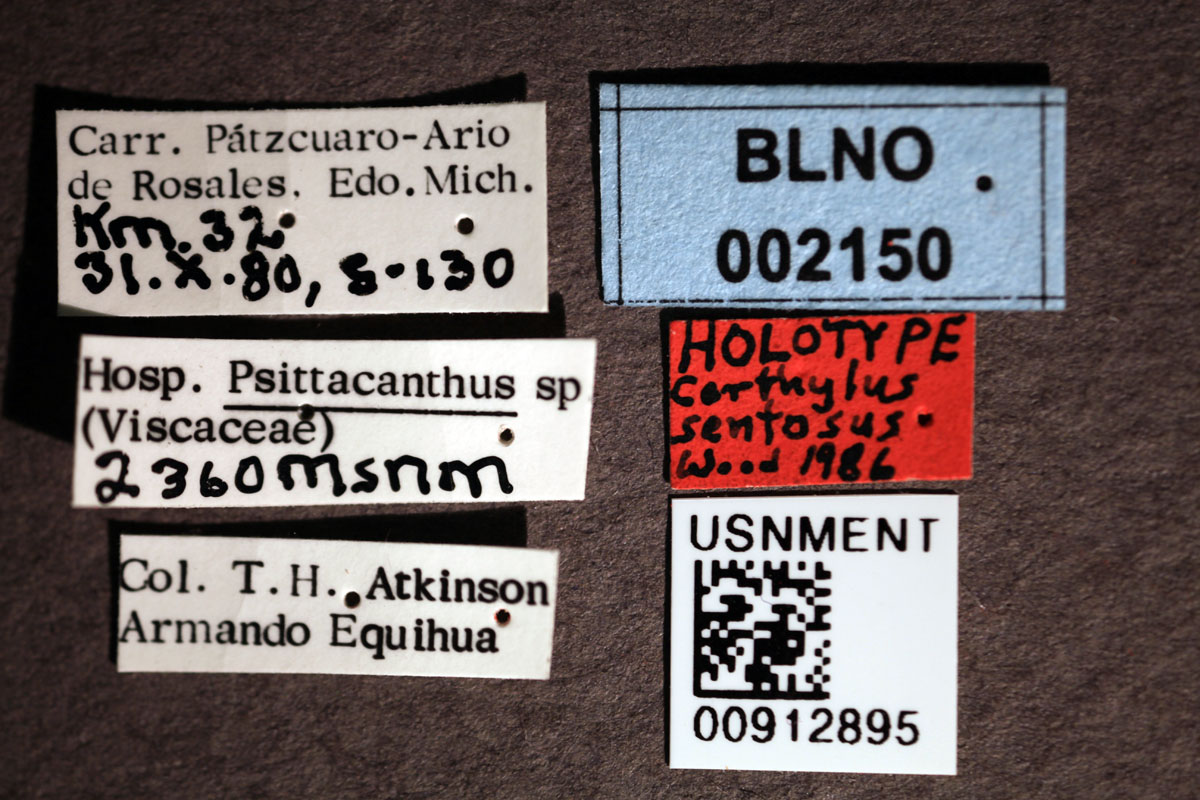 Carr. Pátzcuaro-Ario
de Rosales. Edo. Mich.
Km. 32
31.X.80, S-130
Hosp. Psittacanthus sp
(Viscaceae)
2360 msnm
Col. T.H. Atkinson
Armando Equihua
BLNO
002150
HOLOTYPE
Corthylus
sentosus
Wood 1986
USNMENT
00912895